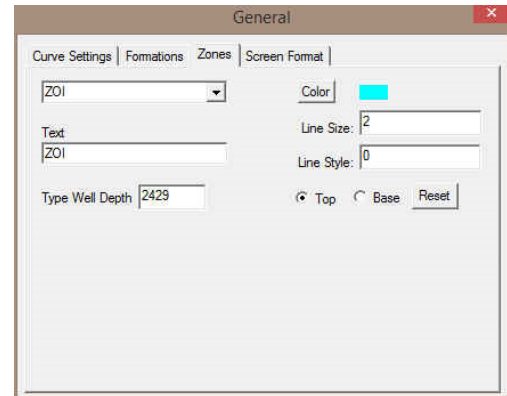 General
Curve Settings Formations Zones Screen Format
ZOI
Color
Text
Line Size: 2
ZOI
Line Style: 0
Type Well Depth 2429
Top Base Reset